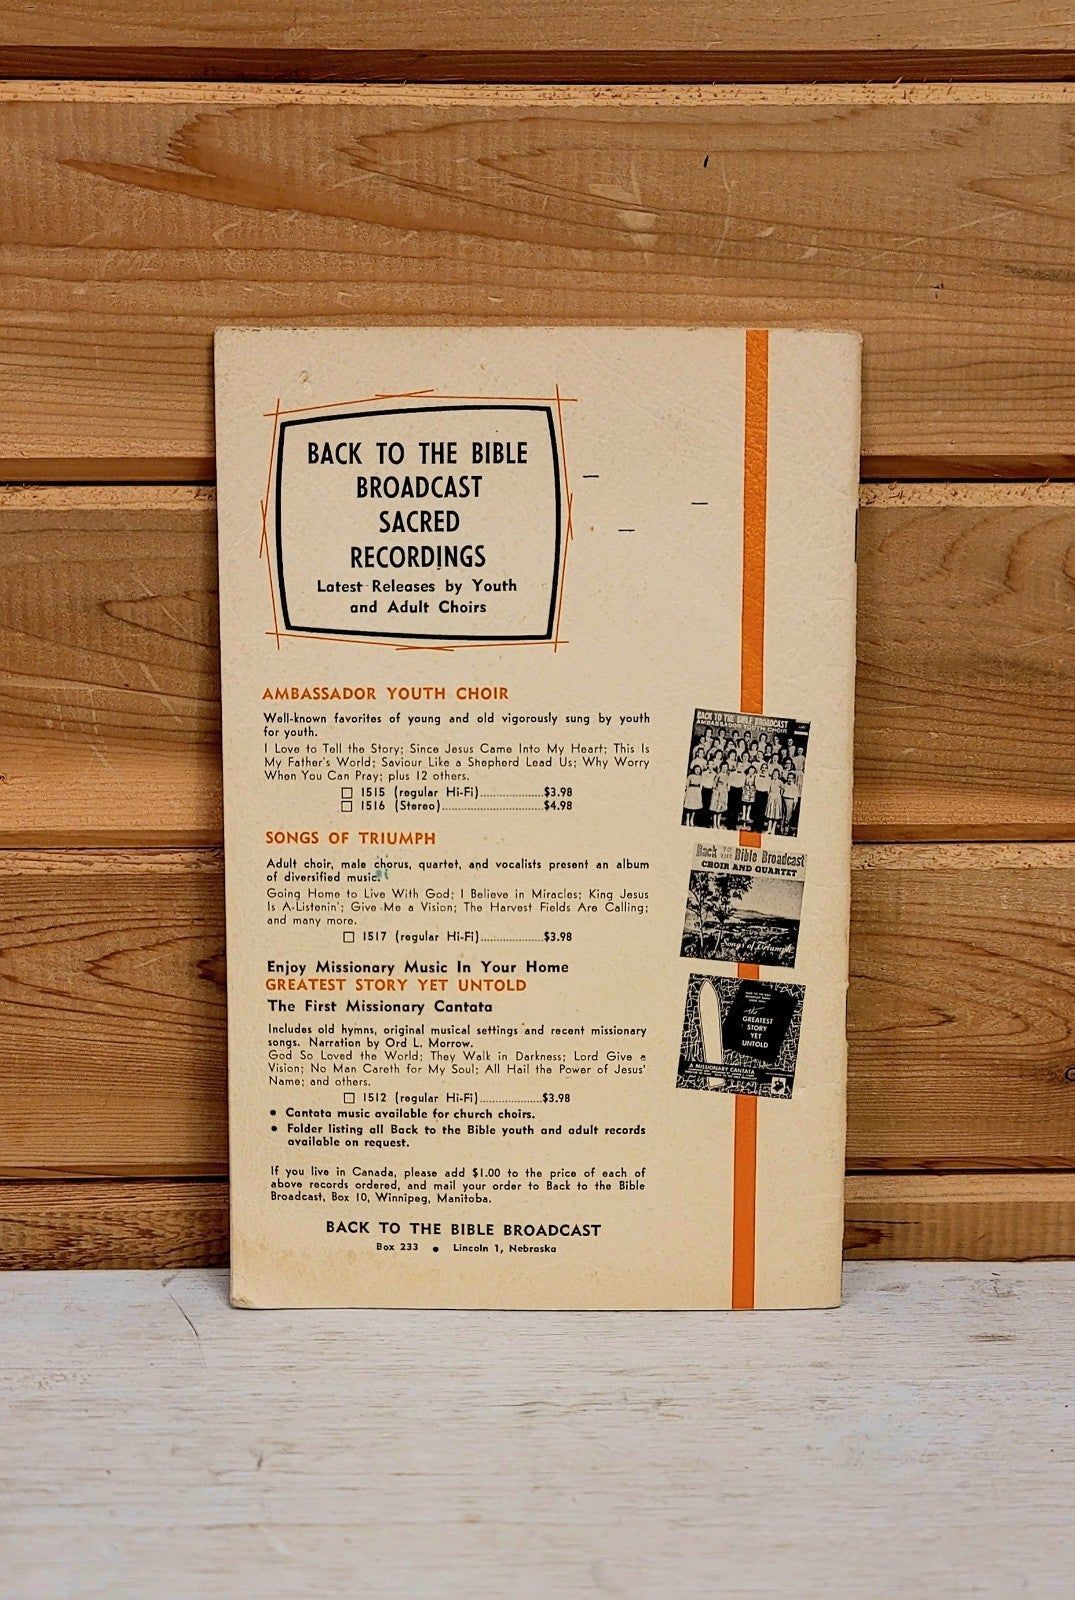 BACK TO THE BIBLE
BROADCAST
SACRED
RECORDINGS
Latest Releases by Youth
and Adult Choirs
AMBASSADOR YOUTH CHOIR
Well-known favorites of young and old vigorously sung by youth
for youth.
I Love to Tell the Story; Since Jesus Came Into My Heart; This Is
My Father's World; Saviour Like a Shepherd Lead Us; Why Worry
When You Can Pray; plus 12 others.
1515 (regular Hi-Fi)..............$3.98
1516 (Stereo)......................$4.98
SONGS OF TRIUMPH
Adult choir, male chorus, quartet, and vocalists present an album
of diversified music.
Going Home to Live With God; I Believe in Miracles; King Jesus
Is A-Listenin'; Give Me a Vision; The Harvest Fields Are Calling;
and many more.
1517 (regular Hi-Fi)..............$3.98
Enjoy Missionary Music In Your Home
GREATEST STORY YET UNTOLD
The First Missionary Cantata
Includes old hymns, original musical settings and recent missionary
songs. Narration by Ord L. Morrow.
God So Loved the World; They Walk in Darkness; Lord Give a
Vision; No Man Careth for My Soul; All Hail the Power of Jesus'
Name; and others.
1512 (regular Hi-Fi)..............$3.98
• Cantata music available for church choirs.
• Folder listing all Back to the Bible youth and adult records
available on request.
If you live in Canada, please add $1.00 to the price of each of
above records ordered, and mail your order to Back to the Bible
Broadcast, Box 10, Winnipeg, Manitoba.
BACK TO THE BIBLE BROADCAST
Box 233 • Lincoln 1, Nebraska
BACK TO THE BIBLE BROADCAST
AMBASSADOR YOUTH CHOIR
Back TO THE Bible Broadcast
CHOIR AND QUARTET
Songs of Triumph
BACK TO THE BIBLE
the
GREATEST
STORY
YET
UNTOLD
A MISSIONARY CANTATA